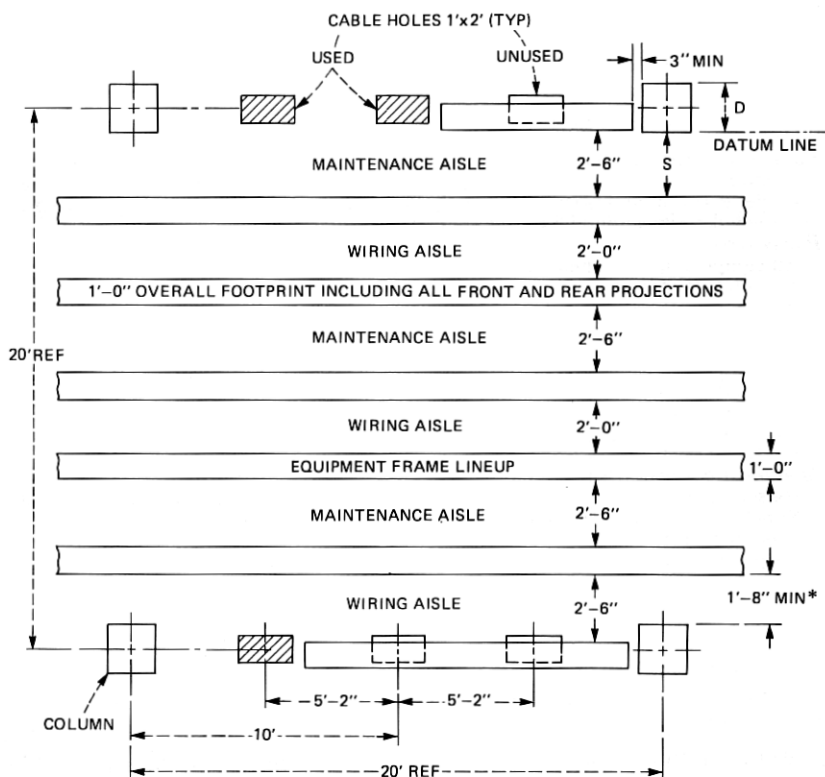 CABLE HOLES 1'x2' (TYP)
USED
UNUSED
3" MIN
D
DATUM LINE
MAINTENANCE AISLE
2'-6"
S
WIRING AISLE
2'-0"
1'-0" OVERALL FOOTPRINT INCLUDING ALL FRONT AND REAR PROJECTIONS
20' REF
MAINTENANCE AISLE
2'-6"
WIRING AISLE
2'-0"
EQUIPMENT FRAME LINEUP
1'-0"
MAINTENANCE AISLE
2'-6"
WIRING AISLE
2'-6"
1'-8" MIN*
COLUMN
5'-2"
5'-2"
10'
20' REF